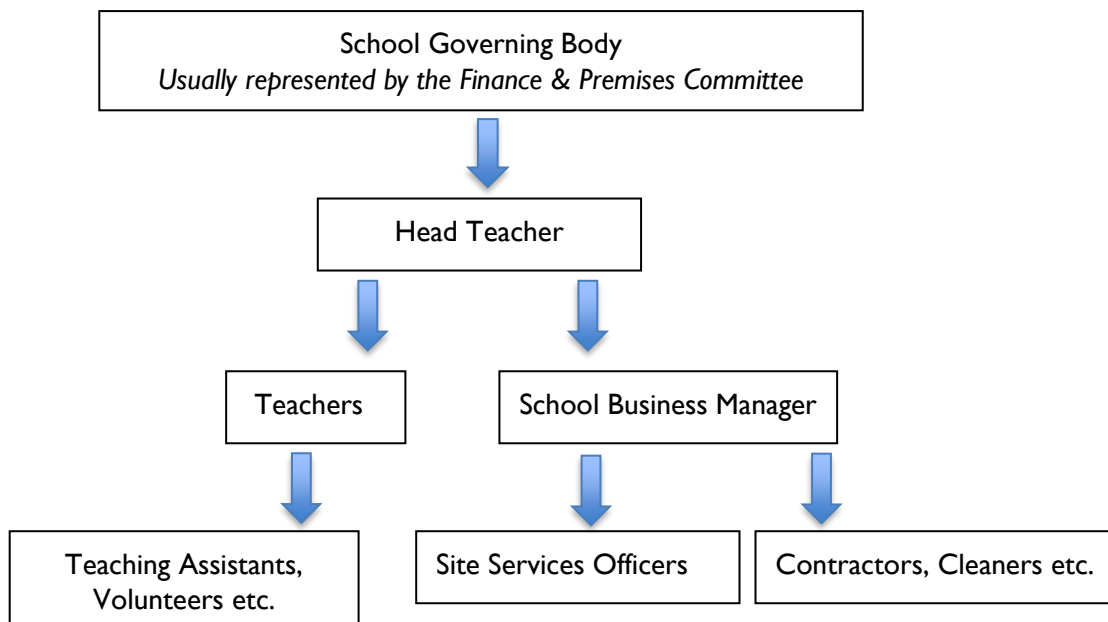 School Governing Body
Usually represented by the Finance & Premises Committee
Head Teacher
Teachers
School Business Manager
Teaching Assistants,
Volunteers etc.
Site Services Officers
Contractors, Cleaners etc.